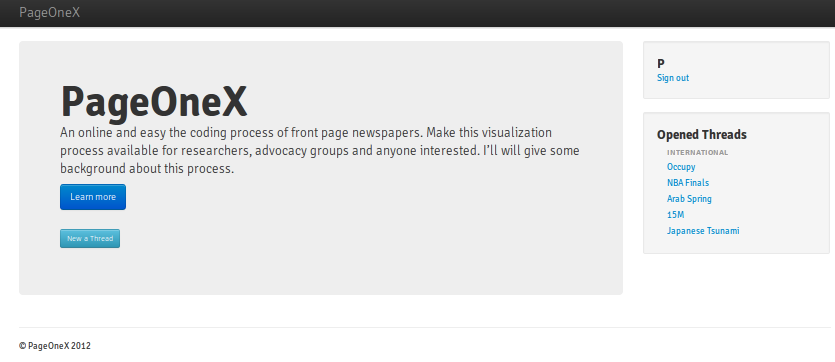 PageOneX
PageOneX
An online and easy the coding process of front page newspapers. Make this visualization
process available for researchers, advocacy groups and anyone interested. I'll will give some
background about this process.
Learn more
New a Thread
P
Sign out
Opened Threads
INTERNATIONAL
Occupy
NBA Finals
Arab Spring
15M
Japanese Tsunami
© PageOneX 2012